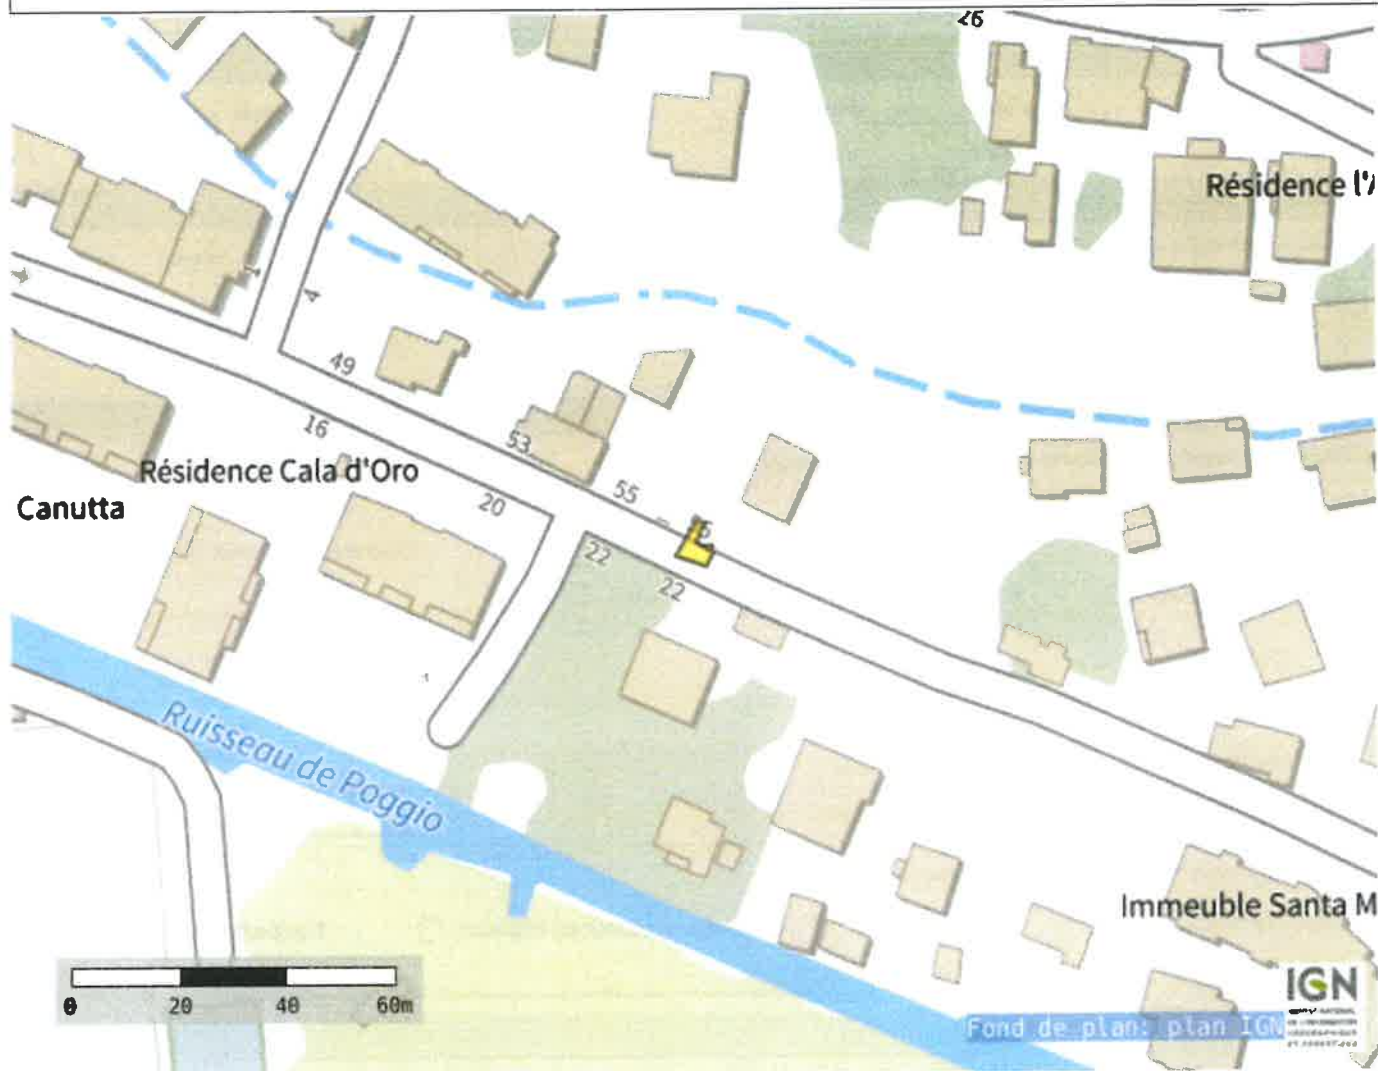 26
Résidence l'
4
49
16
53
Résidence Cala d'Oro
20
55
Canutta
22
22
Ruisseau de Poggio
Immeuble Santa M
0 20 40 60m
IGN
Fond de plan: plan IGN